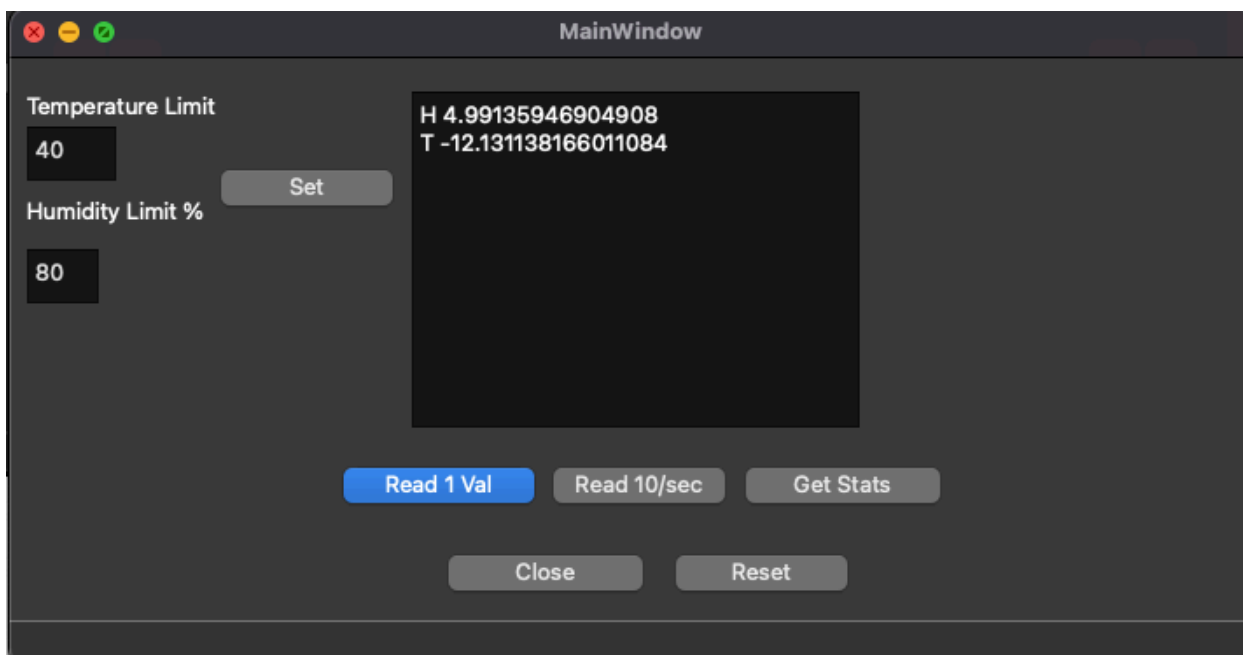 MainWindow
Temperature Limit
40
Set
Humidity Limit %
80
H 4.99135946904908
T -12.131138166011084
Read 1 Val
Read 10/sec
Get Stats
Close
Reset